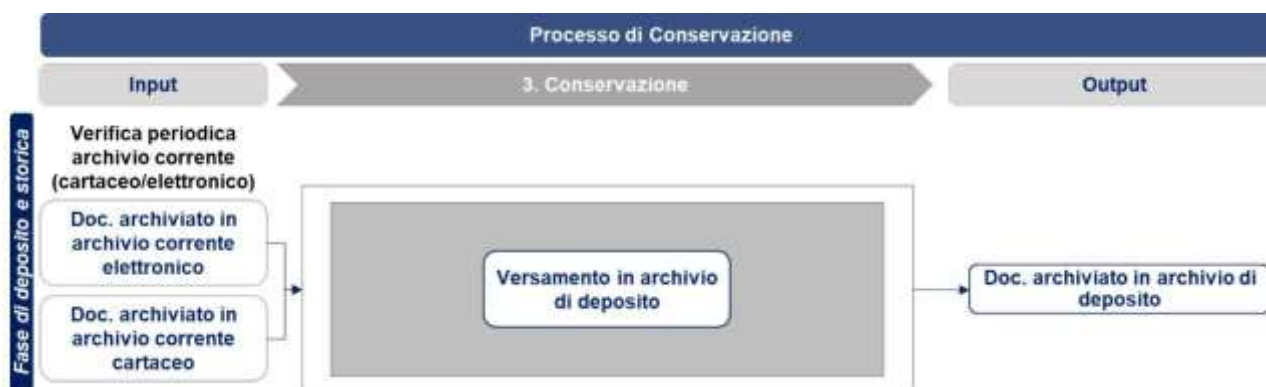 Processo di Conservazione
Input
3. Conservazione
Output
Fase di deposito e storica
Verifica periodica
archivio corrente
(cartaceo/elettronico)
Doc. archiviato in
archivio corrente
elettronico
Doc. archiviato in
archivio corrente
cartaceo
Versamento in archivio
di deposito
Doc. archiviato in archivio di
deposito